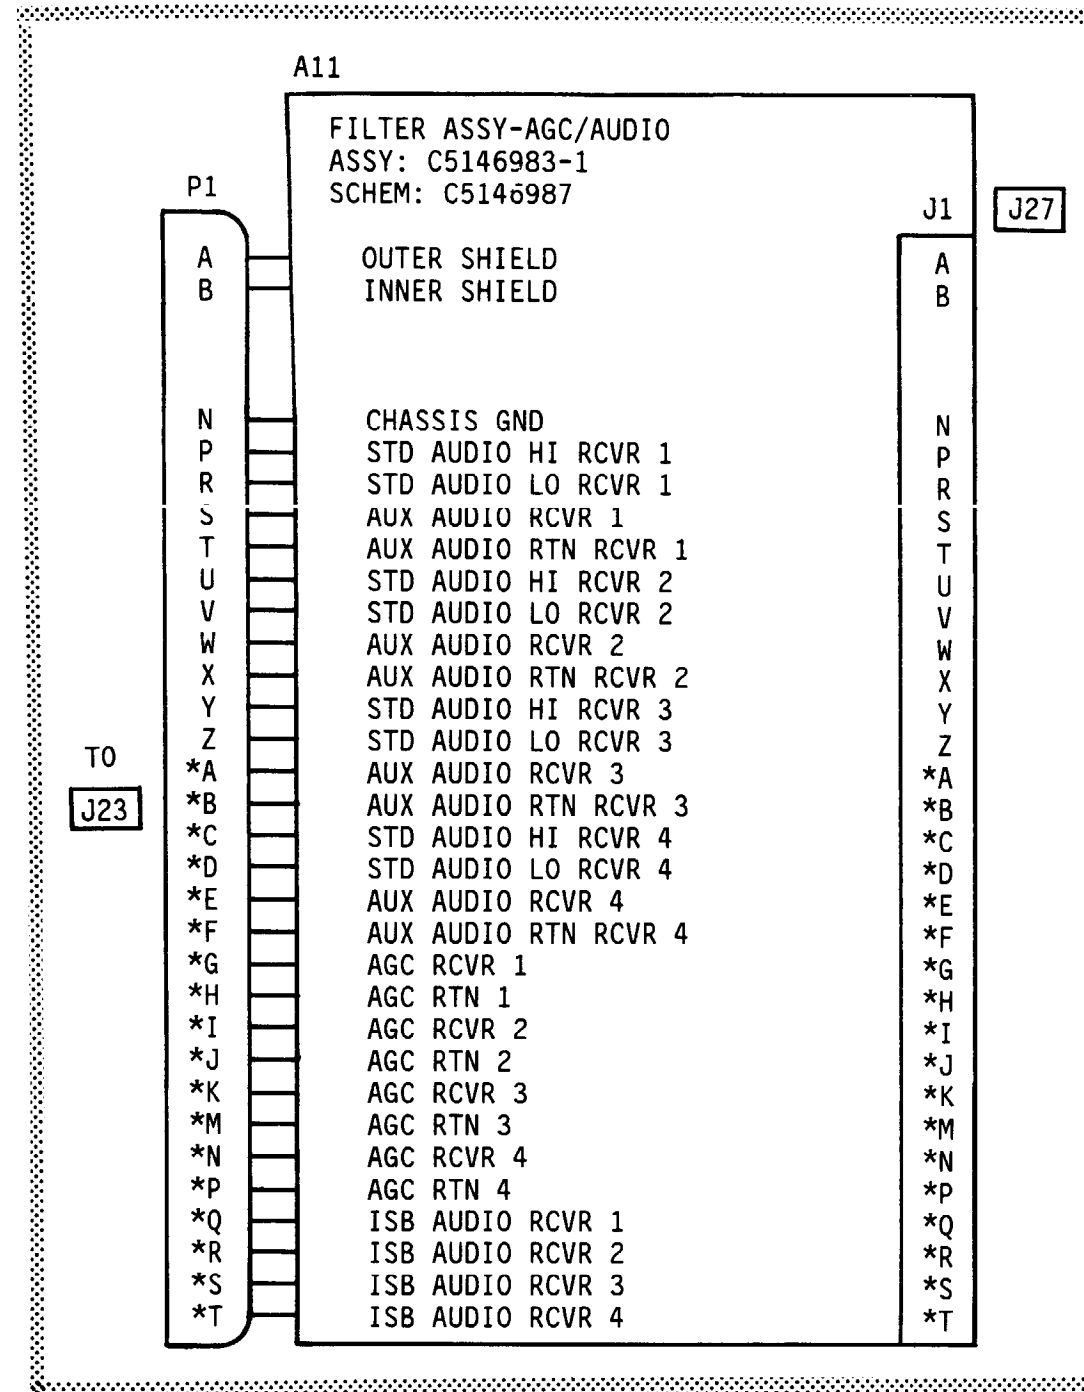 A11
FILTER ASSY-AGC/AUDIO
ASSY: C5146983-1
SCHEM: C5146987
P1
J1 J27
A OUTER SHIELD A
B INNER SHIELD B
N CHASSIS GND N
P STD AUDIO HI RCVR 1 P
R STD AUDIO LO RCVR 1 R
S AUX AUDIO RCVR 1 S
T AUX AUDIO RTN RCVR 1 T
U STD AUDIO HI RCVR 2 U
V STD AUDIO LO RCVR 2 V
W AUX AUDIO RCVR 2 W
X AUX AUDIO RTN RCVR 2 X
Y STD AUDIO HI RCVR 3 Y
Z STD AUDIO LO RCVR 3 Z
TO
*A AUX AUDIO RCVR 3 *A
J23
*B AUX AUDIO RTN RCVR 3 *B
*C STD AUDIO HI RCVR 4 *C
*D STD AUDIO LO RCVR 4 *D
*E AUX AUDIO RCVR 4 *E
*F AUX AUDIO RTN RCVR 4 *F
*G AGC RCVR 1 *G
*H AGC RTN 1 *H
*I AGC RCVR 2 *I
*J AGC RTN 2 *J
*K AGC RCVR 3 *K
*M AGC RTN 3 *M
*N AGC RCVR 4 *N
*P AGC RTN 4 *P
*Q ISB AUDIO RCVR 1 *Q
*R ISB AUDIO RCVR 2 *R
*S ISB AUDIO RCVR 3 *S
*T ISB AUDIO RCVR 4 *T